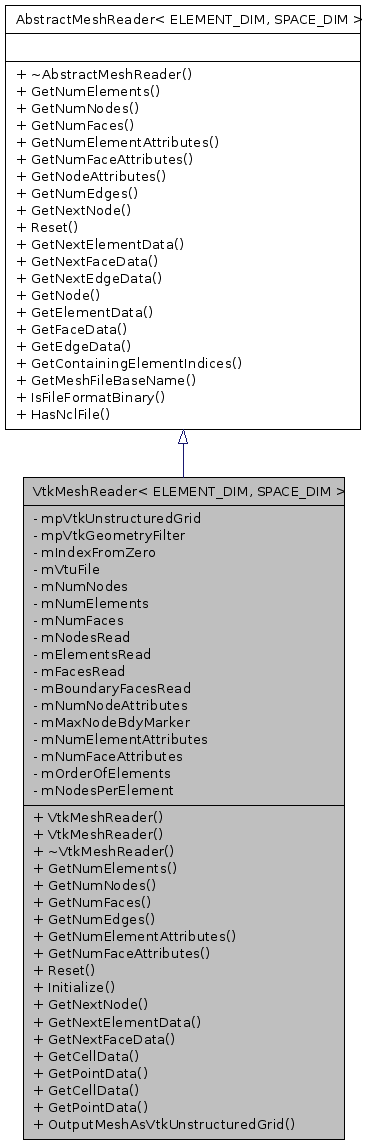 AbstractMeshReader< ELEMENT_DIM, SPACE_DIM >
+ ~AbstractMeshReader()
+ GetNumElements()
+ GetNumNodes()
+ GetNumFaces()
+ GetNumElementAttributes()
+ GetNumFaceAttributes()
+ GetNodeAttributes()
+ GetNumEdges()
+ GetNextNode()
+ Reset()
+ GetNextElementData()
+ GetNextFaceData()
+ GetNextEdgeData()
+ GetNode()
+ GetElementData()
+ GetFaceData()
+ GetEdgeData()
+ GetContainingElementIndices()
+ GetMeshFileBaseName()
+ IsFileFormatBinary()
+ HasNclFile()
VtkMeshReader< ELEMENT_DIM, SPACE_DIM >
- mpVtkUnstructuredGrid
- mpVtkGeometryFilter
- mIndexFromZero
- mVtuFile
- mNumNodes
- mNumElements
- mNumFaces
- mNodesRead
- mElementsRead
- mFacesRead
- mBoundaryFacesRead
- mNumNodeAttributes
- mMaxNodeBdyMarker
- mNumElementAttributes
- mNumFaceAttributes
- mOrderOfElements
- mNodesPerElement
+ VtkMeshReader()
+ VtkMeshReader()
+ ~VtkMeshReader()
+ GetNumElements()
+ GetNumNodes()
+ GetNumFaces()
+ GetNumEdges()
+ GetNumElementAttributes()
+ GetNumFaceAttributes()
+ Reset()
+ Initialize()
+ GetNextNode()
+ GetNextElementData()
+ GetNextFaceData()
+ GetCellData()
+ GetPointData()
+ GetCellData()
+ GetPointData()
+ OutputMeshAsVtkUnstructuredGrid()